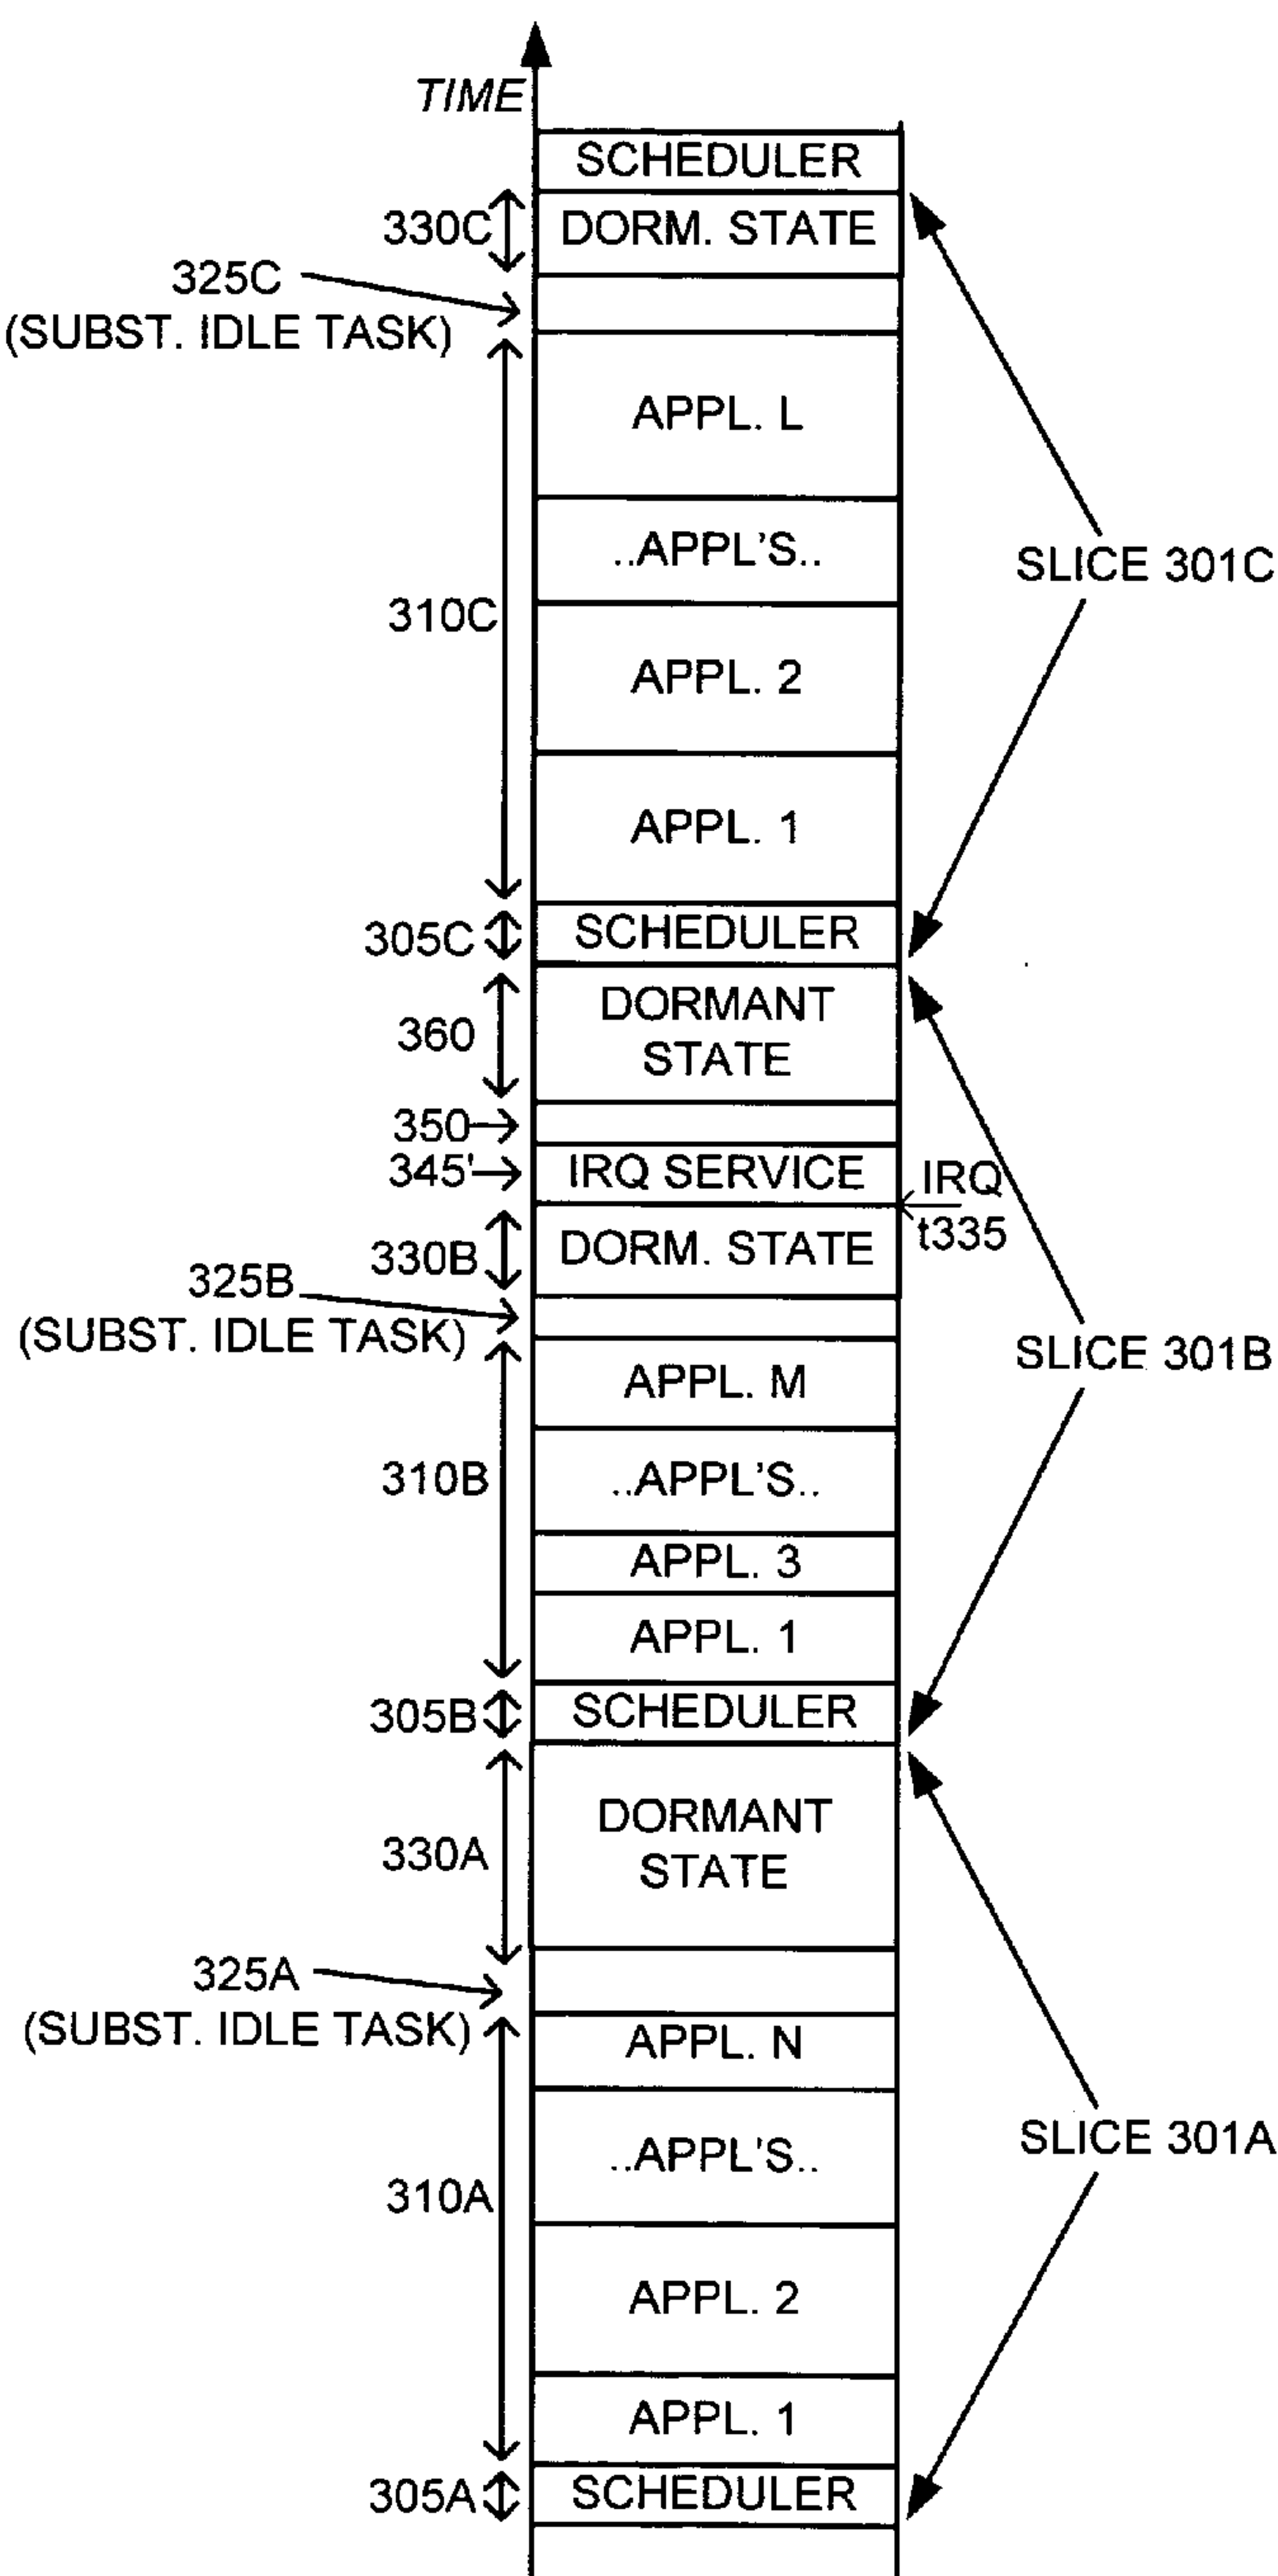 TIME
SCHEDULER
330C
DORM. STATE
325C
(SUBST. IDLE TASK)
APPL. L
..APPL'S..
SLICE 301C
310C
APPL. 2
APPL. 1
305C
SCHEDULER
360
DORMANT
STATE
350
345'
IRQ SERVICE
IRQ
t335
330B
DORM. STATE
325B
(SUBST. IDLE TASK)
SLICE 301B
APPL. M
310B
..APPL'S..
APPL. 3
APPL. 1
305B
SCHEDULER
330A
DORMANT
STATE
325A
(SUBST. IDLE TASK)
APPL. N
SLICE 301A
..APPL'S..
310A
APPL. 2
APPL. 1
305A
SCHEDULER